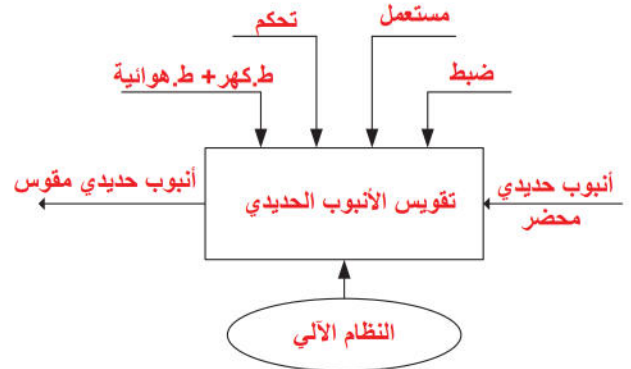 مستعمل
تحكم
ضبط
ط.كهر+ ط.هوائية
أنبوب حديدي
محضر
تقويس الأنبوب الحديدي
أنبوب حديدي مقوس
النظام الآلي